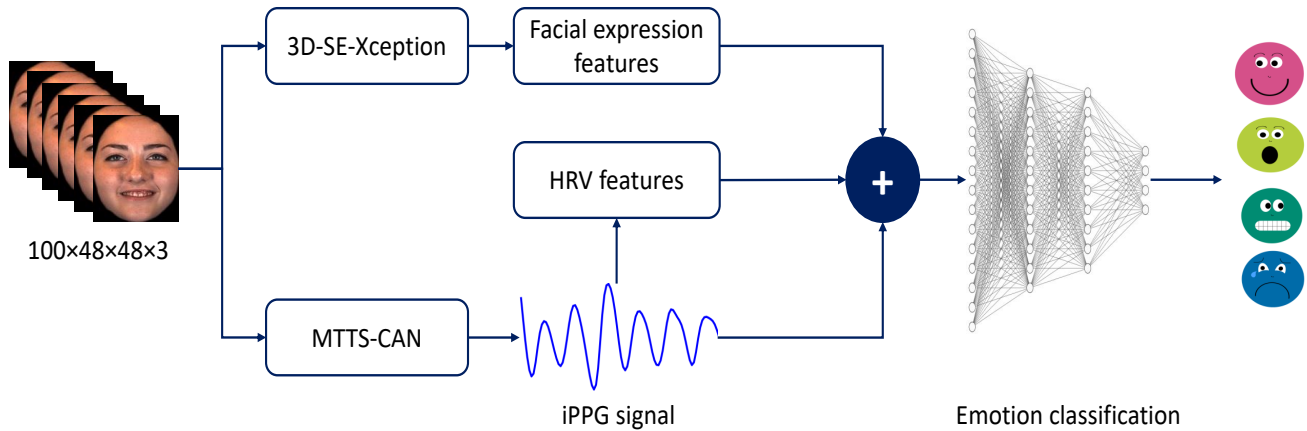 3D-SE-Xception
Facial expression
features
100×48×48×3
HRV features
+
MTTS-CAN
iPPG signal
Emotion classification